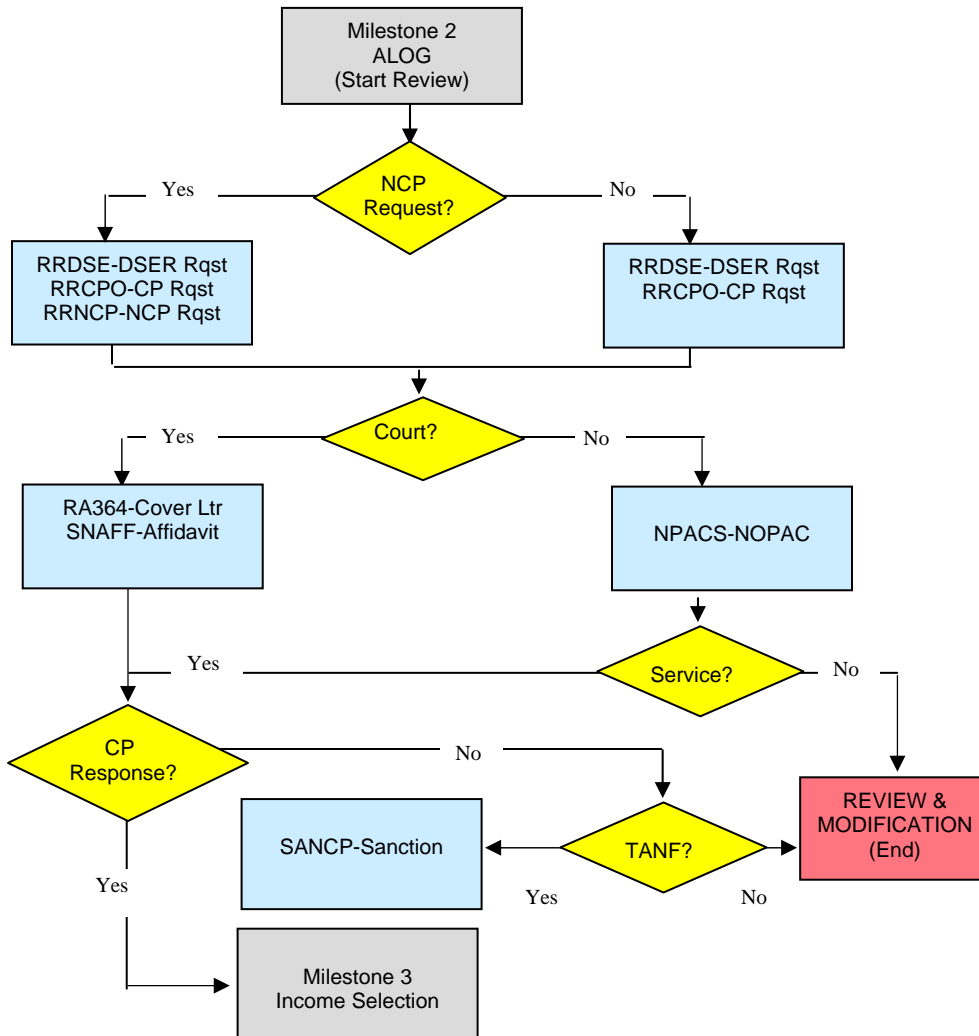 Milestone 2
ALOG
(Start Review)
NCP
Request?
Yes
No
RRDSE-DSER Rqst
RRCPO-CP Rqst
RRNCP-NCP Rqst
RRDSE-DSER Rqst
RRCPO-CP Rqst
Court?
Yes
No
RA364-Cover Ltr
SNAFF-Affidavit
NPACS-NOPAC
Service?
Yes
No
CP
Response?
No
Yes
TANF?
Yes
No
SANCP-Sanction
REVIEW &
MODIFICATION
(End)
Milestone 3
Income Selection